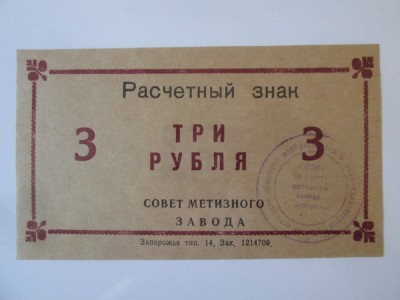 Расчетный знак
3 ТРИ 3
РУБЛЯ
СОВЕТ МЕТИЗНОГО
ЗАВОДА
Запорожье тип. 14, Зак. 1214709.